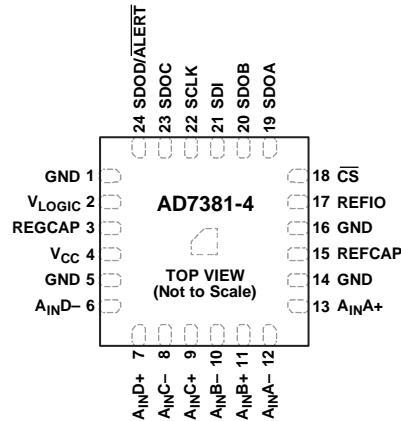 24 SDOD/ALERT
23 SDOC
22 SCLK
21 SDI
20 SDOB
19 SDOA
GND 1
VLOGIC 2
REGCAP 3
VCC 4
GND 5
AIND– 6
AD7381-4
TOP VIEW
(Not to Scale)
18 CS
17 REFIO
16 GND
15 REFCAP
14 GND
13 AINA+
AIND+ 7
AINC– 8
AINC+ 9
AINB– 10
AINB+ 11
AINA– 12